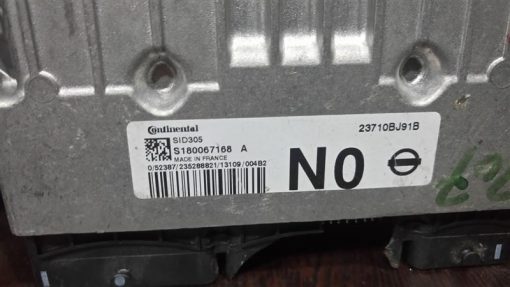 Continental
SID305
S180067168 A
MADE IN FRANCE
0/52387/235288821/13109/004B2
23710BJ91B
N0